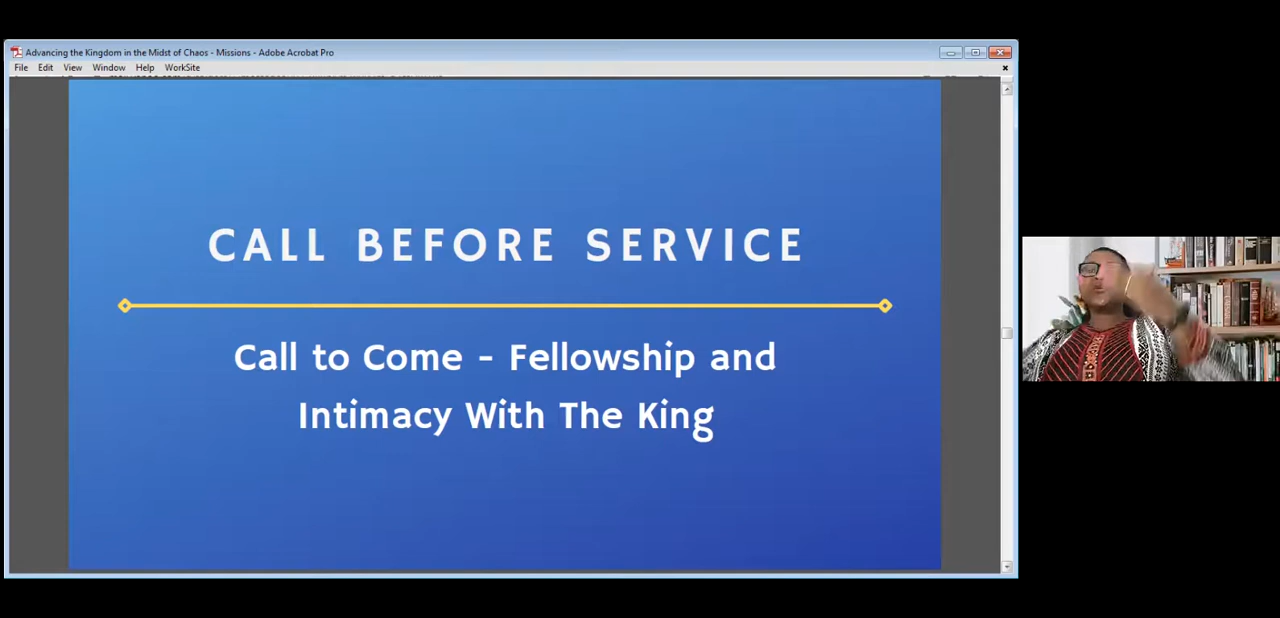 Advancing the Kingdom in the Midst of Chaos - Missions - Adobe Acrobat Pro
File Edit View Window Help WorkSite
CALL BEFORE SERVICE
Call to Come - Fellowship and
Intimacy With The King